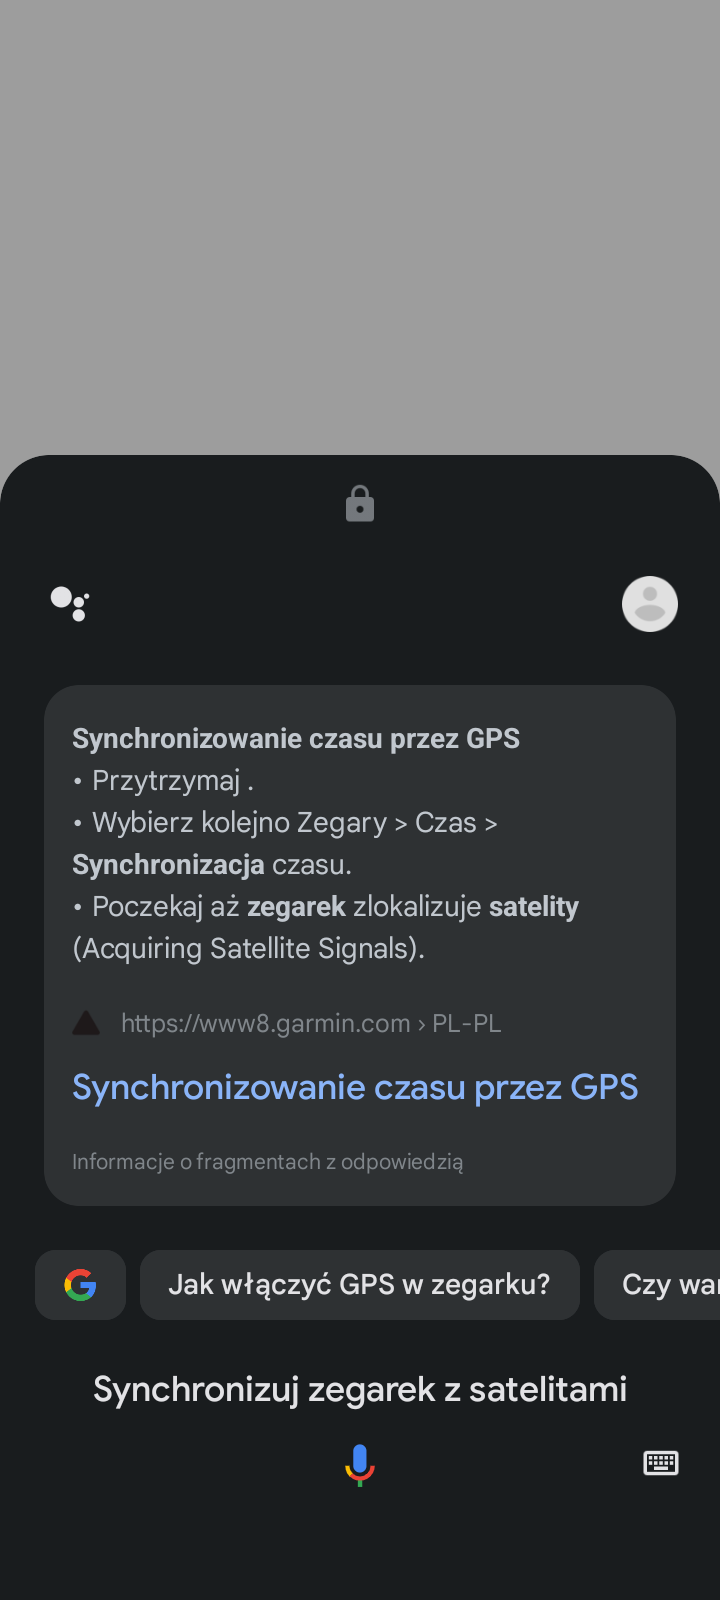 Synchronizowanie czasu przez GPS
• Przytrzymaj .
• Wybierz kolejno Zegary > Czas >
Synchronizacja czasu.
• Poczekaj aż zegarek zlokalizuje satelity
(Acquiring Satellite Signals).
https://www8.garmin.com › PL-PL
Synchronizowanie czasu przez GPS
Informacje o fragmentach z odpowiedzią
Jak włączyć GPS w zegarku?
Czy
Synchronizuj zegarek z satelitami